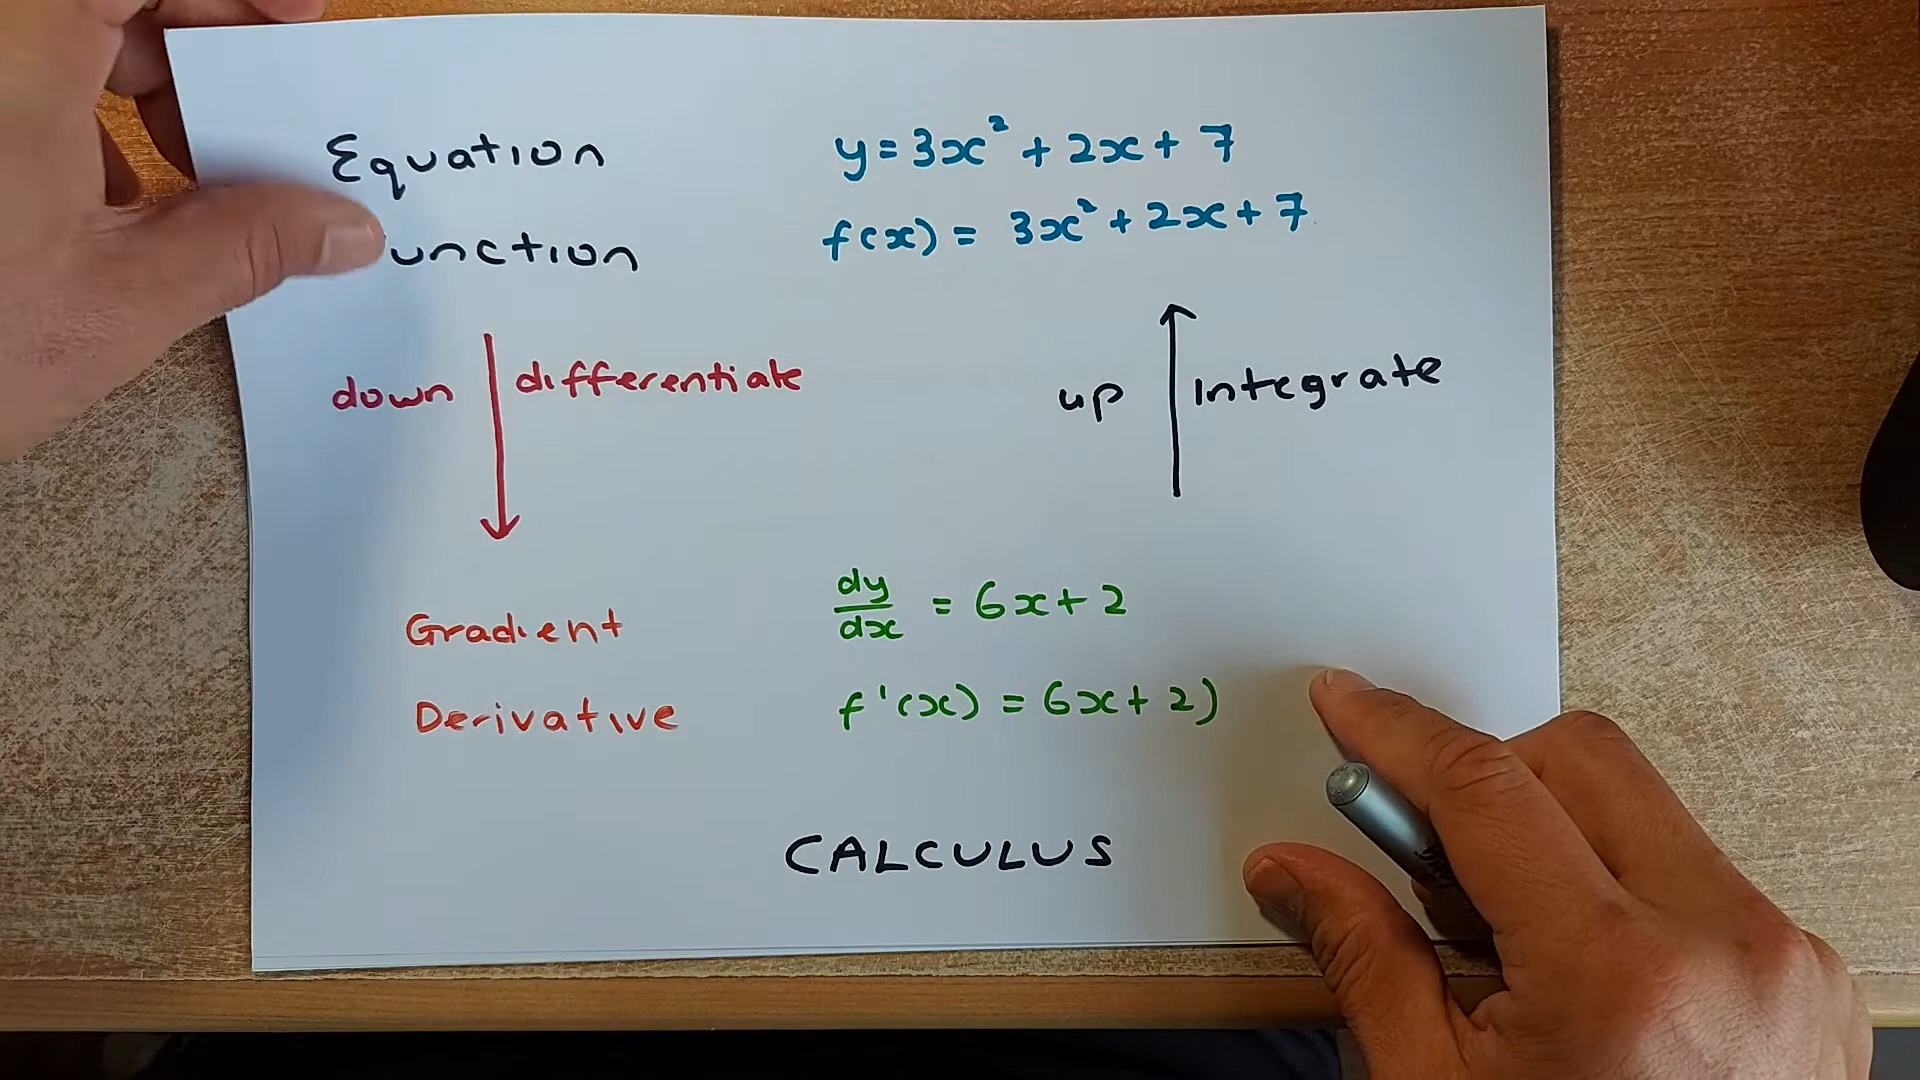 Equation y = 3x² + 2x + 7
unction f(x) = 3x² + 2x + 7
down differentiate up Integrate
Gradient dy/dx = 6x + 2
Derivative f'(x) = 6x + 2)
CALCULUS